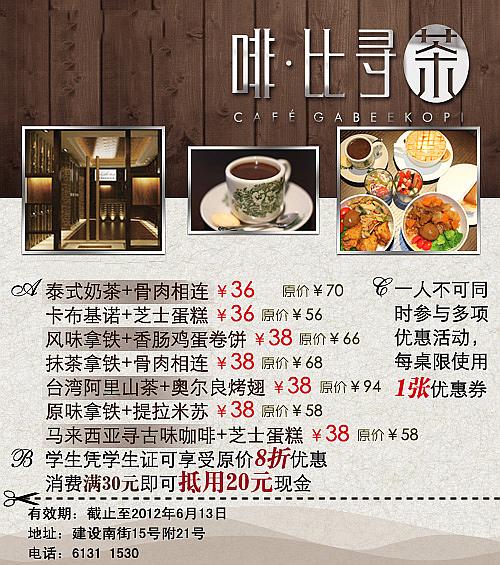 啡·比寻茶
CAFÉ GABEEKOPI
A 泰式奶茶+骨肉相连 ¥36 原价¥70
卡布基诺+芝士蛋糕 ¥36 原价¥56
风味拿铁+香肠鸡蛋卷饼 ¥38 原价¥66
抹茶拿铁+骨肉相连 ¥38 原价¥68
台湾阿里山茶+奥尔良烤翅 ¥38 原价¥94
原味拿铁+提拉米苏 ¥38 原价¥58
马来西亚寻古味咖啡+芝士蛋糕 ¥38 原价¥58
C 一人不可同
时参与多项
优惠活动，
每桌限使用
1张优惠券
B 学生凭学生证可享受原价8折优惠
消费满30元即可抵用20元现金
有效期：截止至2012年6月13日
地址：建设南街15号附21号
电话：6131 1530